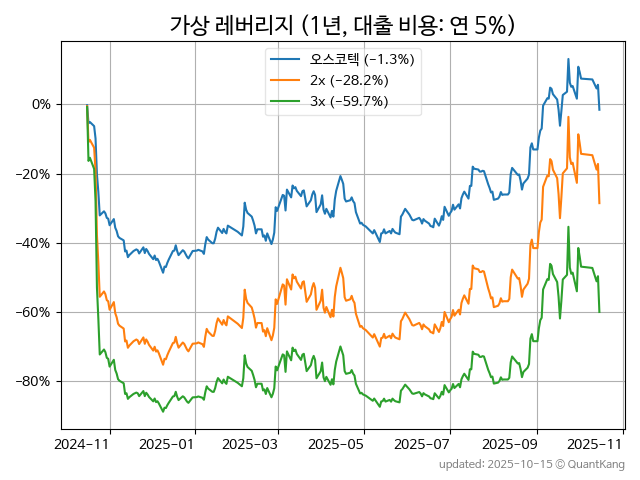 가상 레버리지 (1년, 대출 비용: 연 5%)
오스코텍 (−1.3%)
2x (−28.2%)
3x (−59.7%)
0%
−20%
−40%
−60%
−80%
2024−11 2025−01 2025−03 2025−05 2025−07 2025−09 2025−11
updated: 2025-10-15 © QuantKang